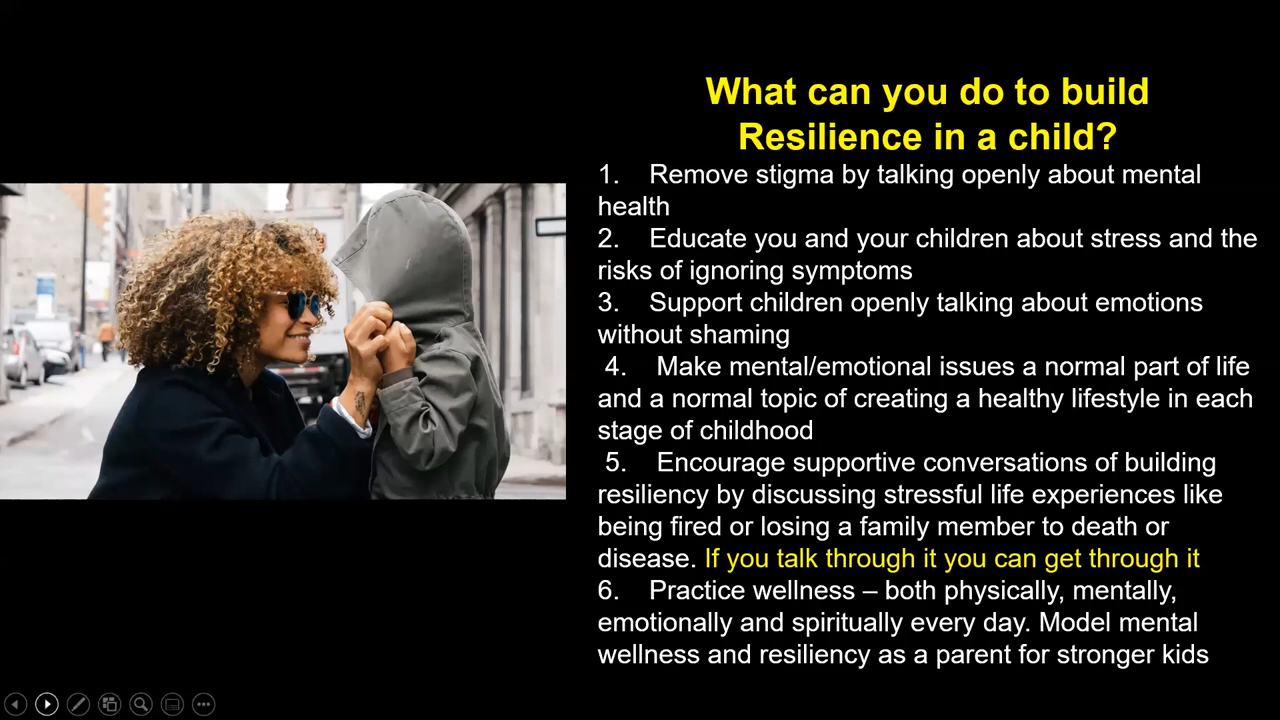 What can you do to build
Resilience in a child?
1. Remove stigma by talking openly about mental
health
2. Educate you and your children about stress and the
risks of ignoring symptoms
3. Support children openly talking about emotions
without shaming
4. Make mental/emotional issues a normal part of life
and a normal topic of creating a healthy lifestyle in each
stage of childhood
5. Encourage supportive conversations of building
resiliency by discussing stressful life experiences like
being fired or losing a family member to death or
disease. If you talk through it you can get through it
6. Practice wellness – both physically, mentally,
emotionally and spiritually every day. Model mental
wellness and resiliency as a parent for stronger kids